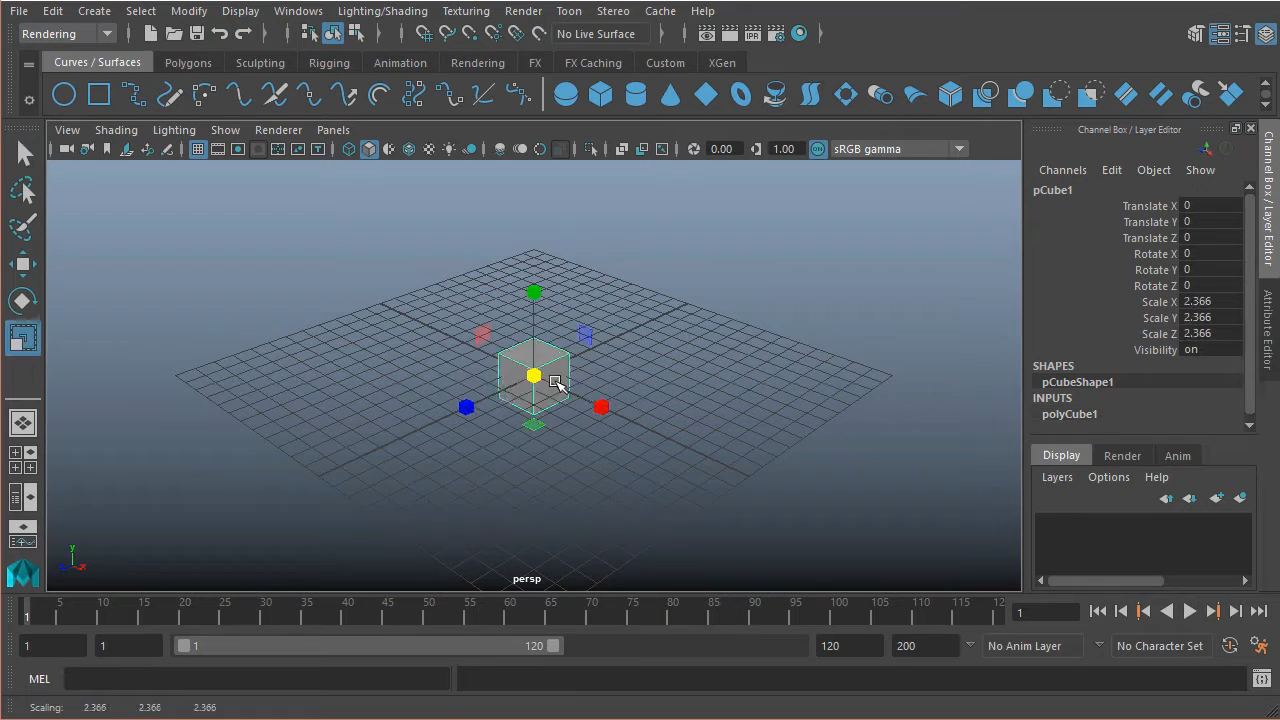 File Edit Create Select Modify Display Windows Lighting/Shading Texturing Render Toon Stereo Cache Help
Rendering No Live Surface
Curves / Surfaces Polygons Sculpting Rigging Animation Rendering FX FX Caching Custom XGen
View Shading Lighting Show Renderer Panels
0.00 1.00 ON sRGB gamma
persp
y
Channel Box / Layer Editor
Channels Edit Object Show
pCube1
Translate X 0
Translate Y 0
Translate Z 0
Rotate X 0
Rotate Y 0
Rotate Z 0
Scale X 2.366
Scale Y 2.366
Scale Z 2.366
Visibility on
SHAPES
pCubeShape1
INPUTS
polyCube1
Display Render Anim
Layers Options Help
Channel Box / Layer Editor
Attribute Editor
1 5 10 15 20 25 30 35 40 45 50 55 60 65 70 75 80 85 90 95 100 105 110 115 12 1
1 1 1 120 120 200 No Anim Layer No Character Set
MEL
Scaling: 2.366 2.366 2.366